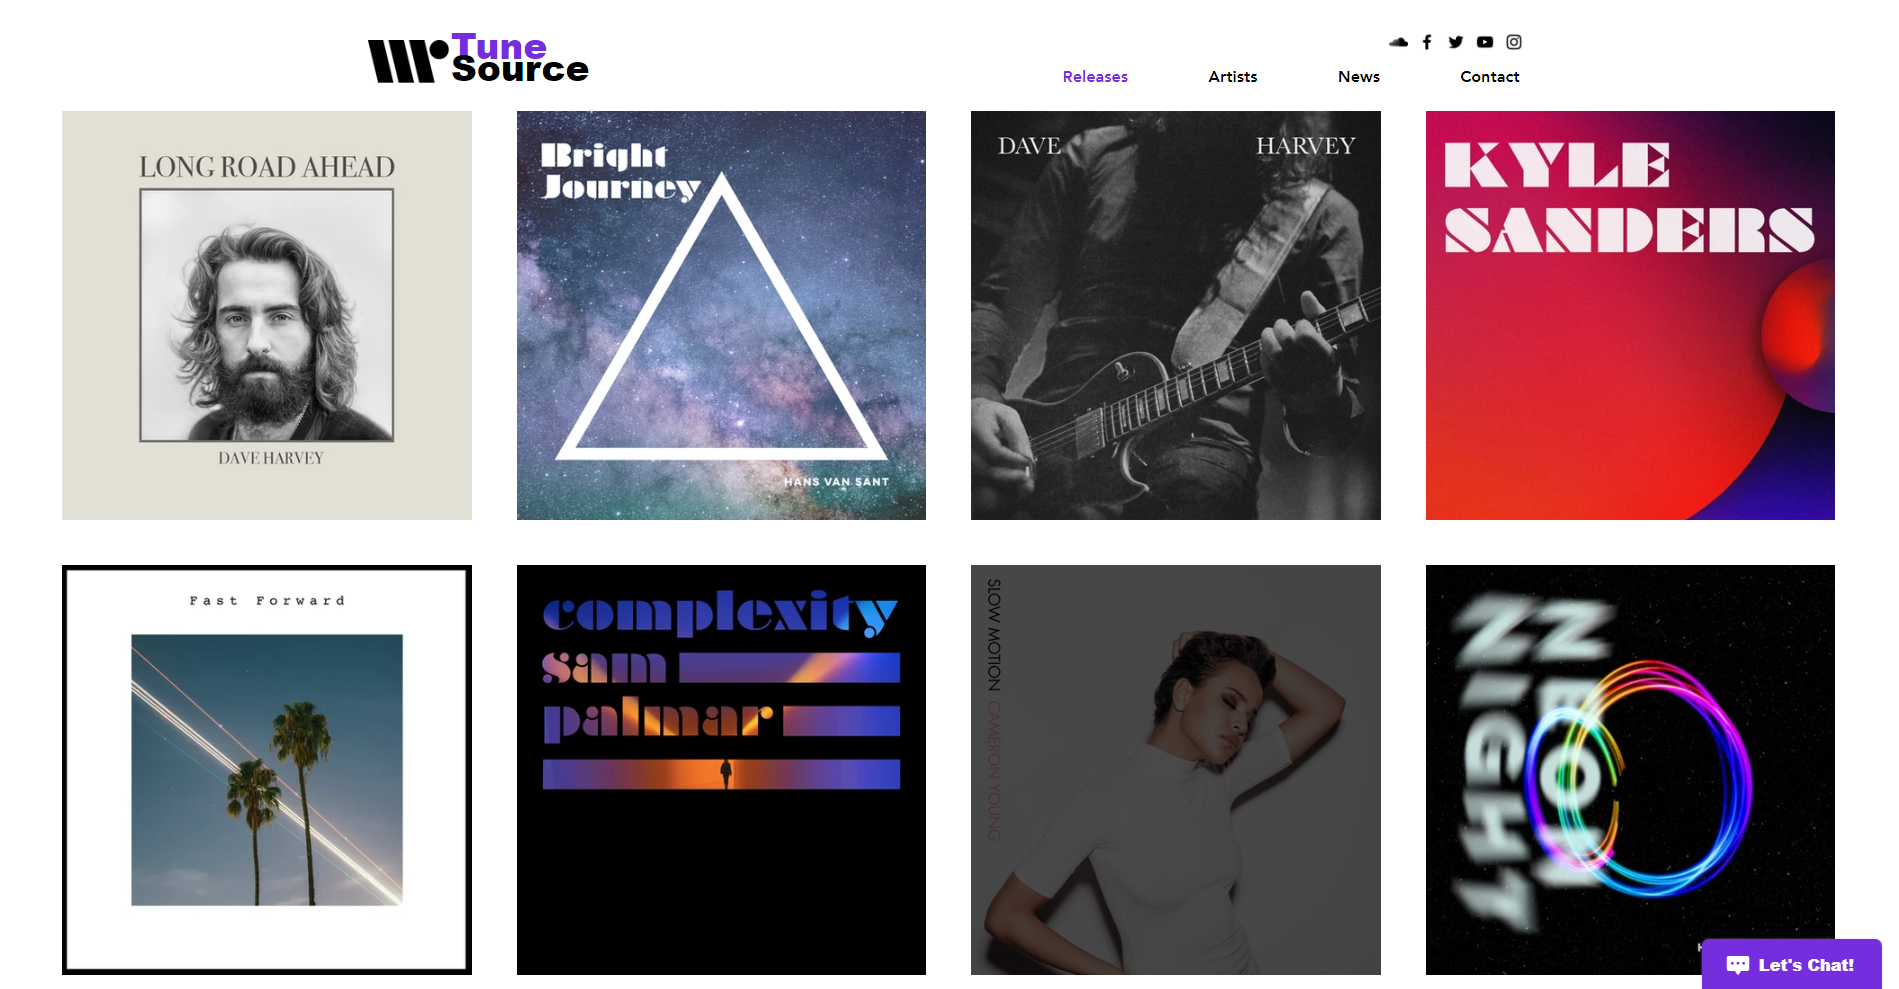 Tune
Source
Releases
Artists
News
Contact
LONG ROAD AHEAD
DAVE HARVEY
Bright
Journey
HANS VAN SANT
DAVE HARVEY
KYLE
SANDERS
Fast Forward
complexity
sam
palmar
SLOW MOTION CAMERON YOUNG
NEON
NIGHT
Let's Chat!